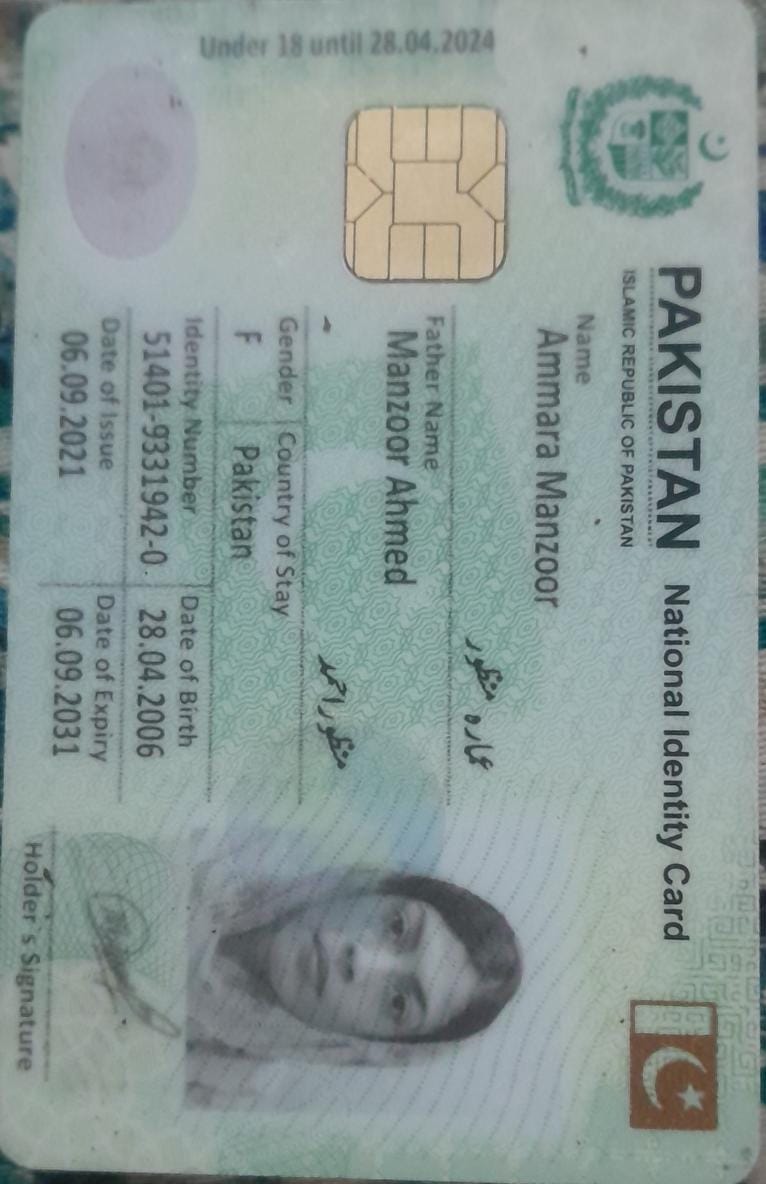 Under 18 until 28.04.2024
PAKISTAN National Identity Card
ISLAMIC REPUBLIC OF PAKISTAN
Name
Ammara Manzoor
عماره منظور
Father Name
Manzoor Ahmed
منظور احمد
Gender Country of Stay
F Pakistan
Identity Number Date of Birth
51401-9331942-0 28.04.2006
Date of Issue Date of Expiry
06.09.2021 06.09.2031
Holder's Signature